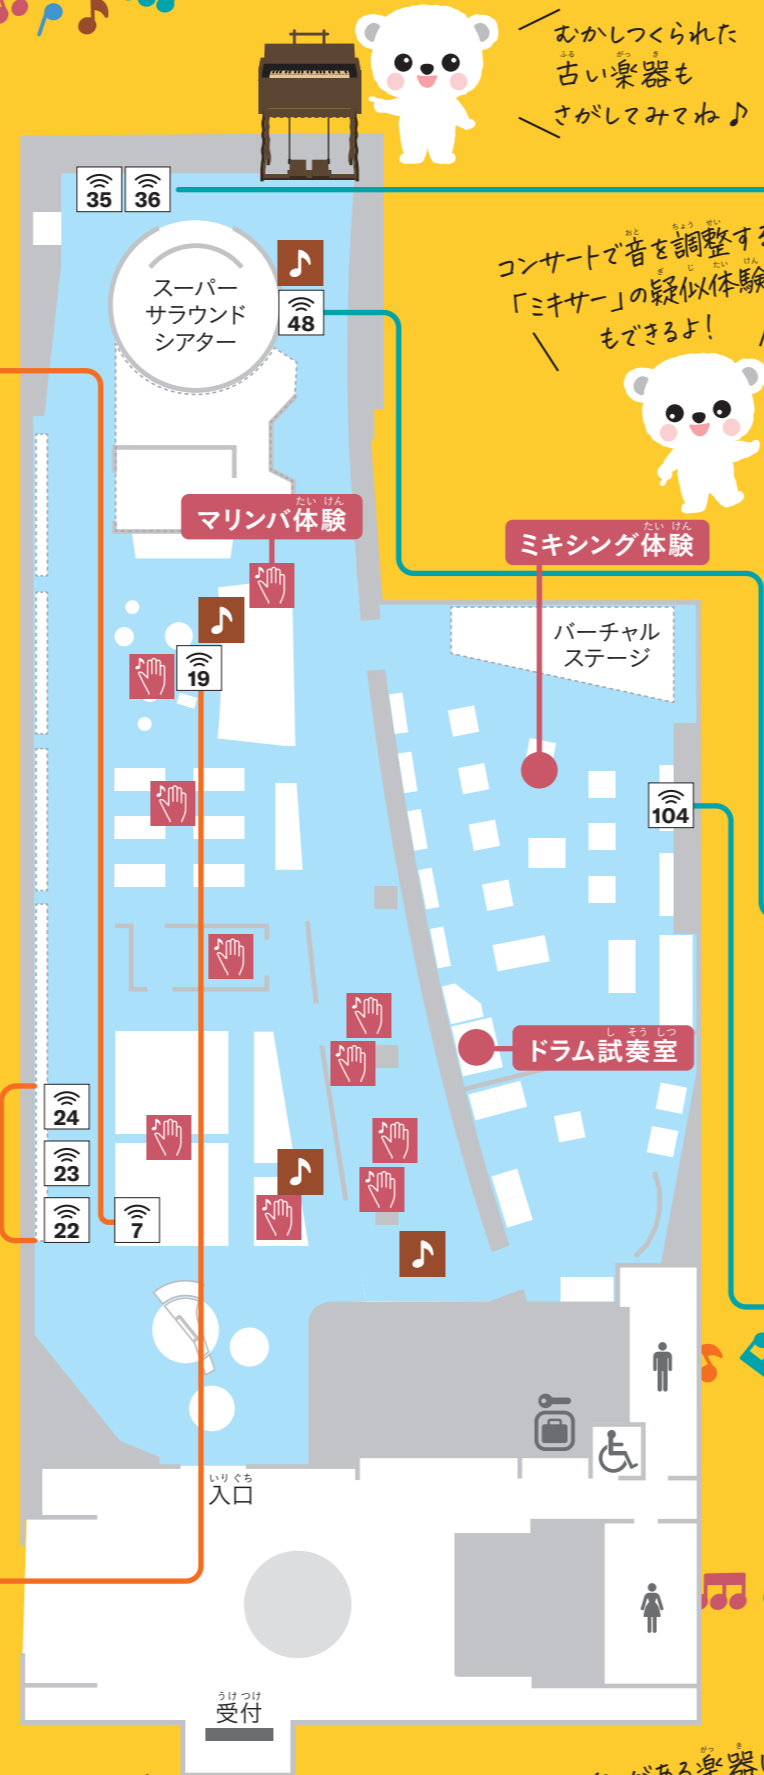 むかしつくられた
古い楽器も
さがしてみてね♪
35
36
コンサートで音を調整する
「ミキサー」の疑似体験
もできるよ!
スーパー
サラウンド
シアター
48
マリンバ体験
ミキシング体験
バーチャル
ステージ
19
104
ドラム試奏室
24
23
22
7
入口
受付
がある楽器